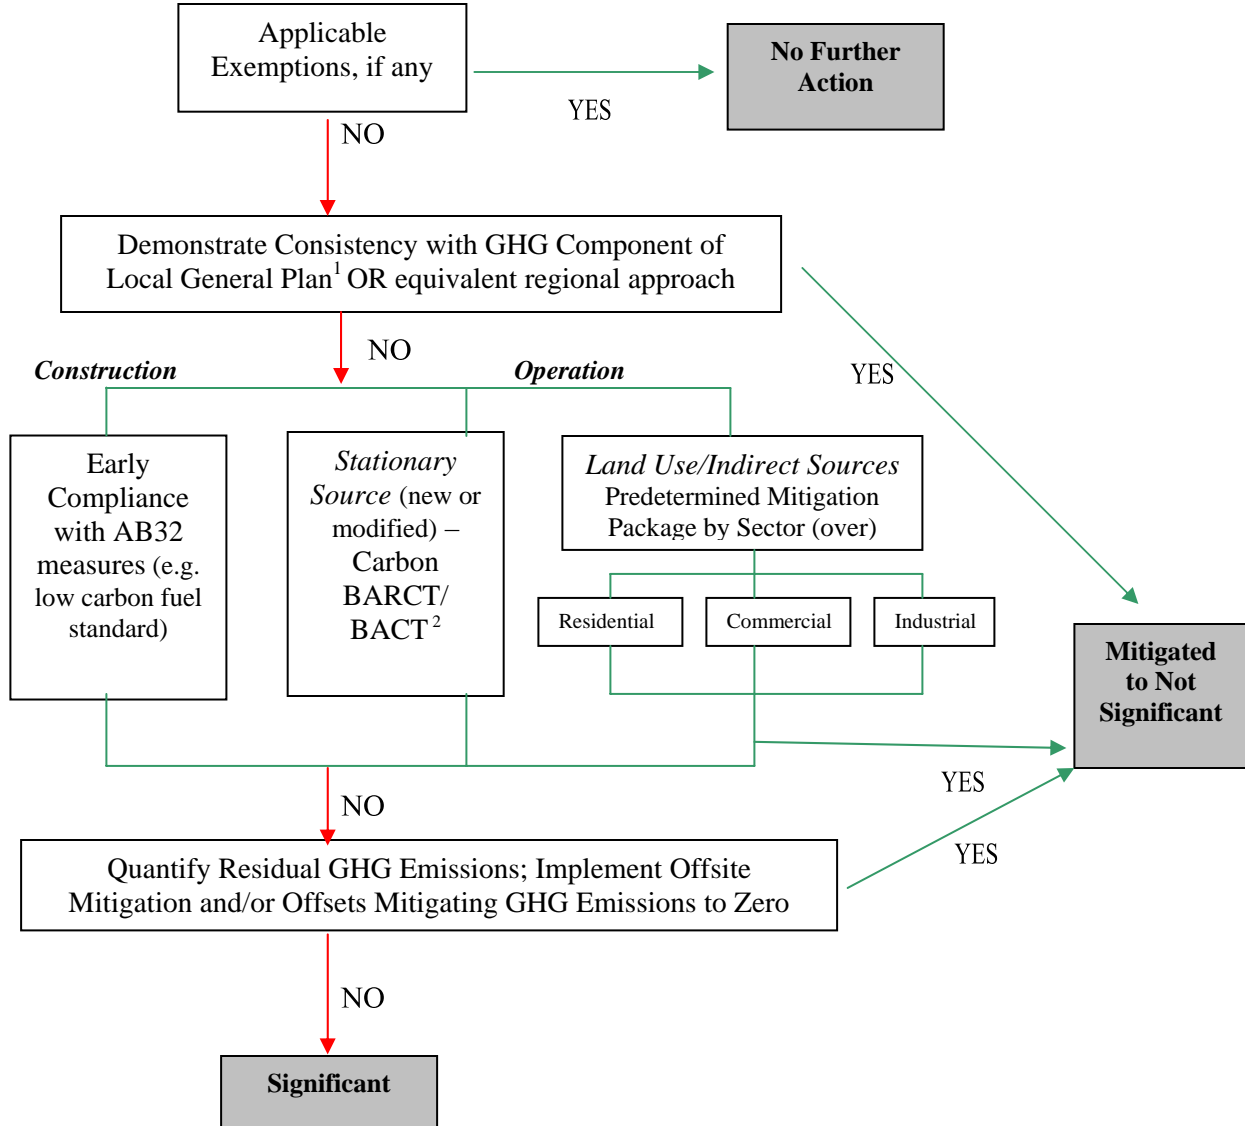 Applicable
Exemptions, if any
No Further
Action
YES
NO
Demonstrate Consistency with GHG Component of
Local General Plan¹ OR equivalent regional approach
NO
YES
Construction
Operation
Early
Compliance
with AB32
measures (e.g.
low carbon fuel
standard)
Stationary
Source (new or
modified) –
Carbon
BARCT/
BACT ²
Land Use/Indirect Sources
Predetermined Mitigation
Package by Sector (over)
Residential
Commercial
Industrial
Mitigated
to Not
Significant
YES
NO
YES
Quantify Residual GHG Emissions; Implement Offsite
Mitigation and/or Offsets Mitigating GHG Emissions to Zero
NO
Significant